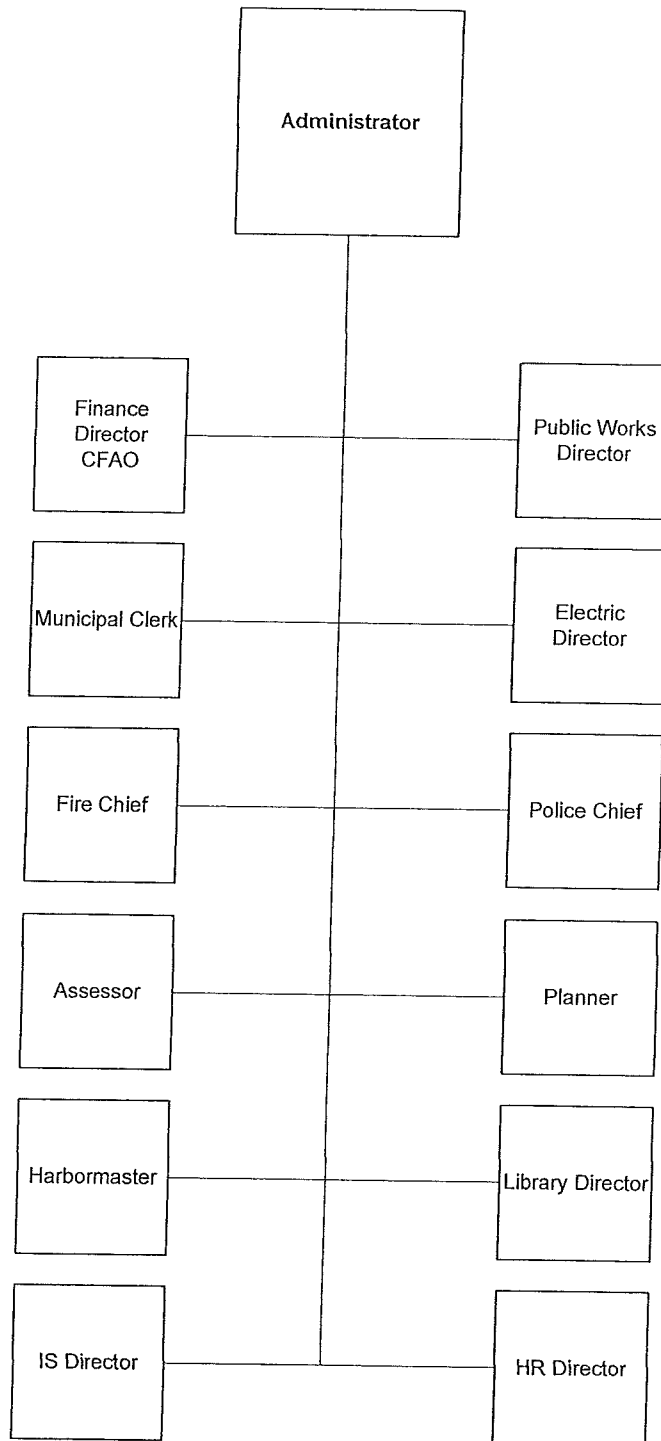 Administrator
Finance
Director
CFAO
Public Works
Director
Municipal Clerk
Electric
Director
Fire Chief
Police Chief
Assessor
Planner
Harbormaster
Library Director
IS Director
HR Director